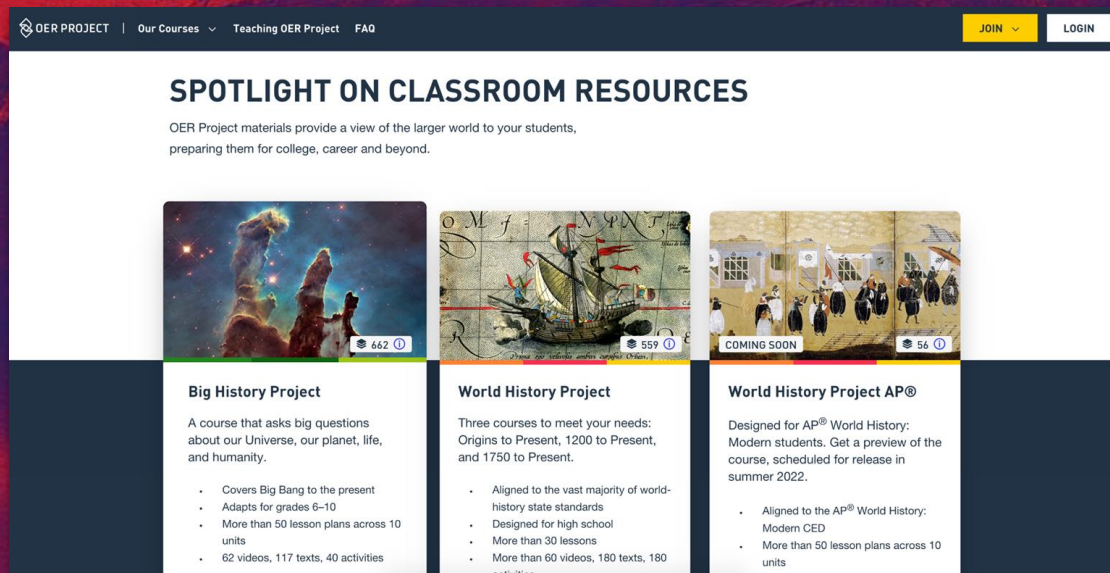 OER PROJECT | Our Courses Teaching OER Project FAQ JOIN LOGIN
SPOTLIGHT ON CLASSROOM RESOURCES
OER Project materials provide a view of the larger world to your students,
preparing them for college, career and beyond.
662
Big History Project
A course that asks big questions
about our Universe, our planet, life,
and humanity.
• Covers Big Bang to the present
• Adapts for grades 6–10
• More than 50 lesson plans across 10
units
• 62 videos, 117 texts, 40 activities
559
World History Project
Three courses to meet your needs:
Origins to Present, 1200 to Present,
and 1750 to Present.
• Aligned to the vast majority of world-
history state standards
• Designed for high school
• More than 30 lessons
• More than 60 videos, 180 texts, 180
COMING SOON 56
World History Project AP®
Designed for AP® World History:
Modern students. Get a preview of the
course, scheduled for release in
summer 2022.
• Aligned to the AP® World History:
Modern CED
• More than 50 lesson plans across 10
units